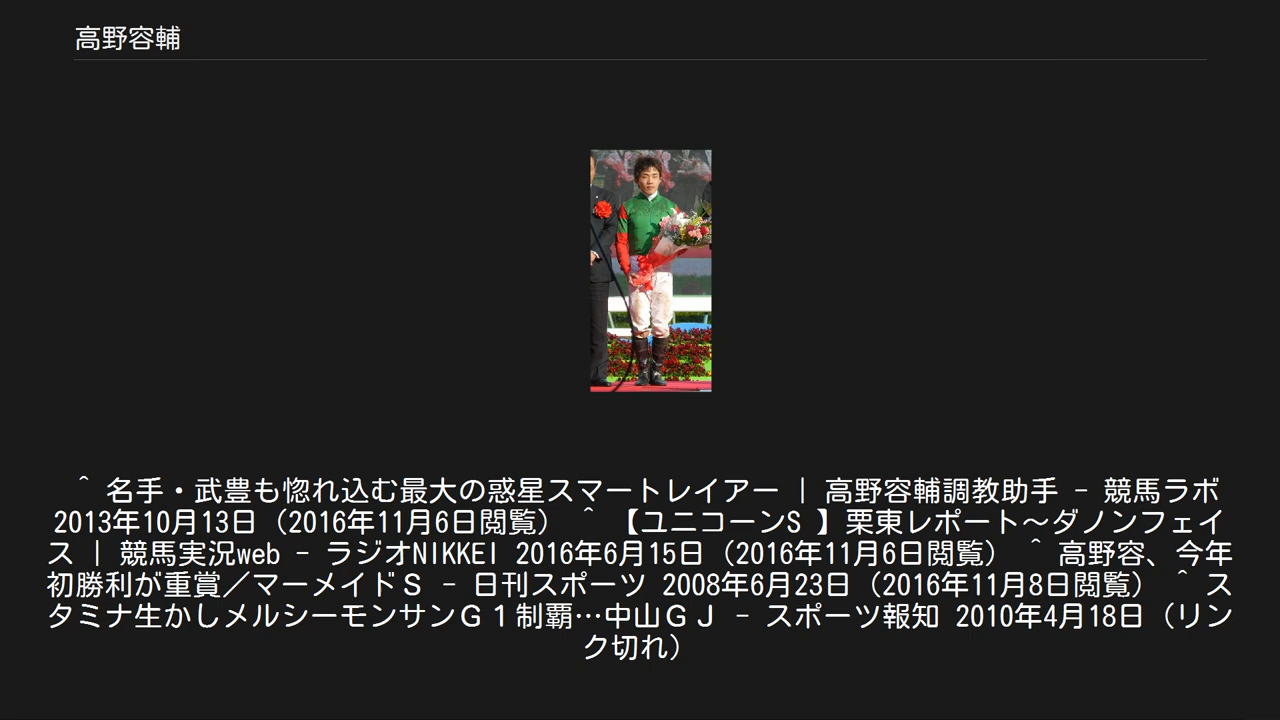 高野容輔
^ 名手・武豊も惚れ込む最大の惑星スマートレイアー | 高野容輔調教助手 - 競馬ラボ
2013年10月13日（2016年11月6日閲覧） ^ 【ユニコーンS 】栗東レポート～ダノンフェイ
ス | 競馬実況web - ラジオNIKKEI 2016年6月15日（2016年11月6日閲覧） ^ 高野容、今年
初勝利が重賞／マーメイドＳ - 日刊スポーツ 2008年6月23日（2016年11月8日閲覧） ^ ス
タミナ生かしメルシーモンサンＧ１制覇…中山ＧＪ - スポーツ報知 2010年4月18日（リン
ク切れ）